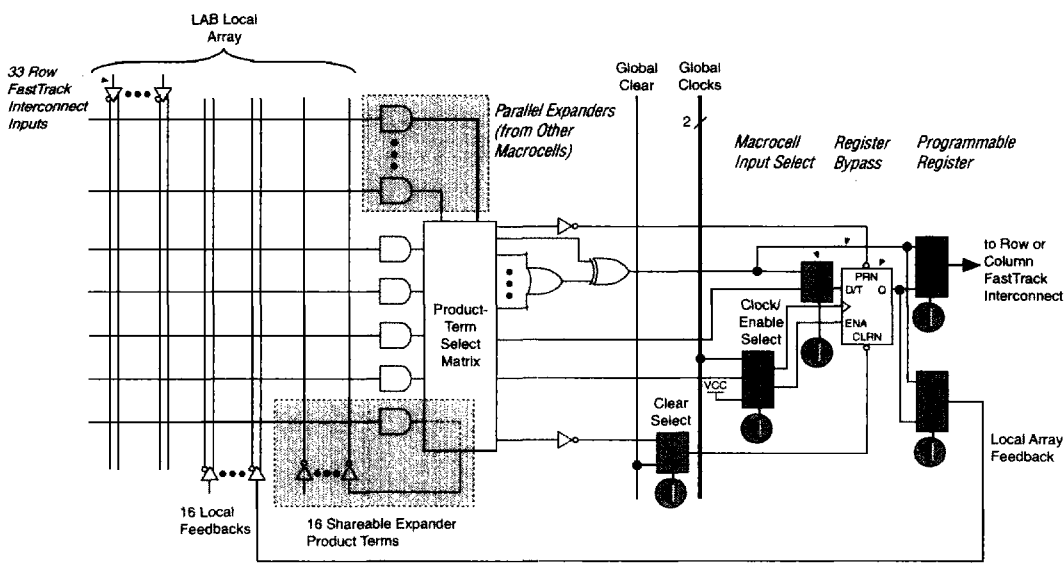 LAB Local
Array
33 Row
FastTrack
Interconnect
Inputs
Global
Clear
Global
Clocks
Parallel Expanders
(from Other
Macrocells)
2
Macrocell
Input Select
Register
Bypass
Programmable
Register
to Row or
Column
FastTrack
Interconnect
PRN
D/T
Q
Product-
Term
Select
Matrix
Clock/
Enable
Select
ENA
CLRN
VCC
Clear
Select
Local Array
Feedback
16 Local
Feedbacks
16 Shareable Expander
Product Terms